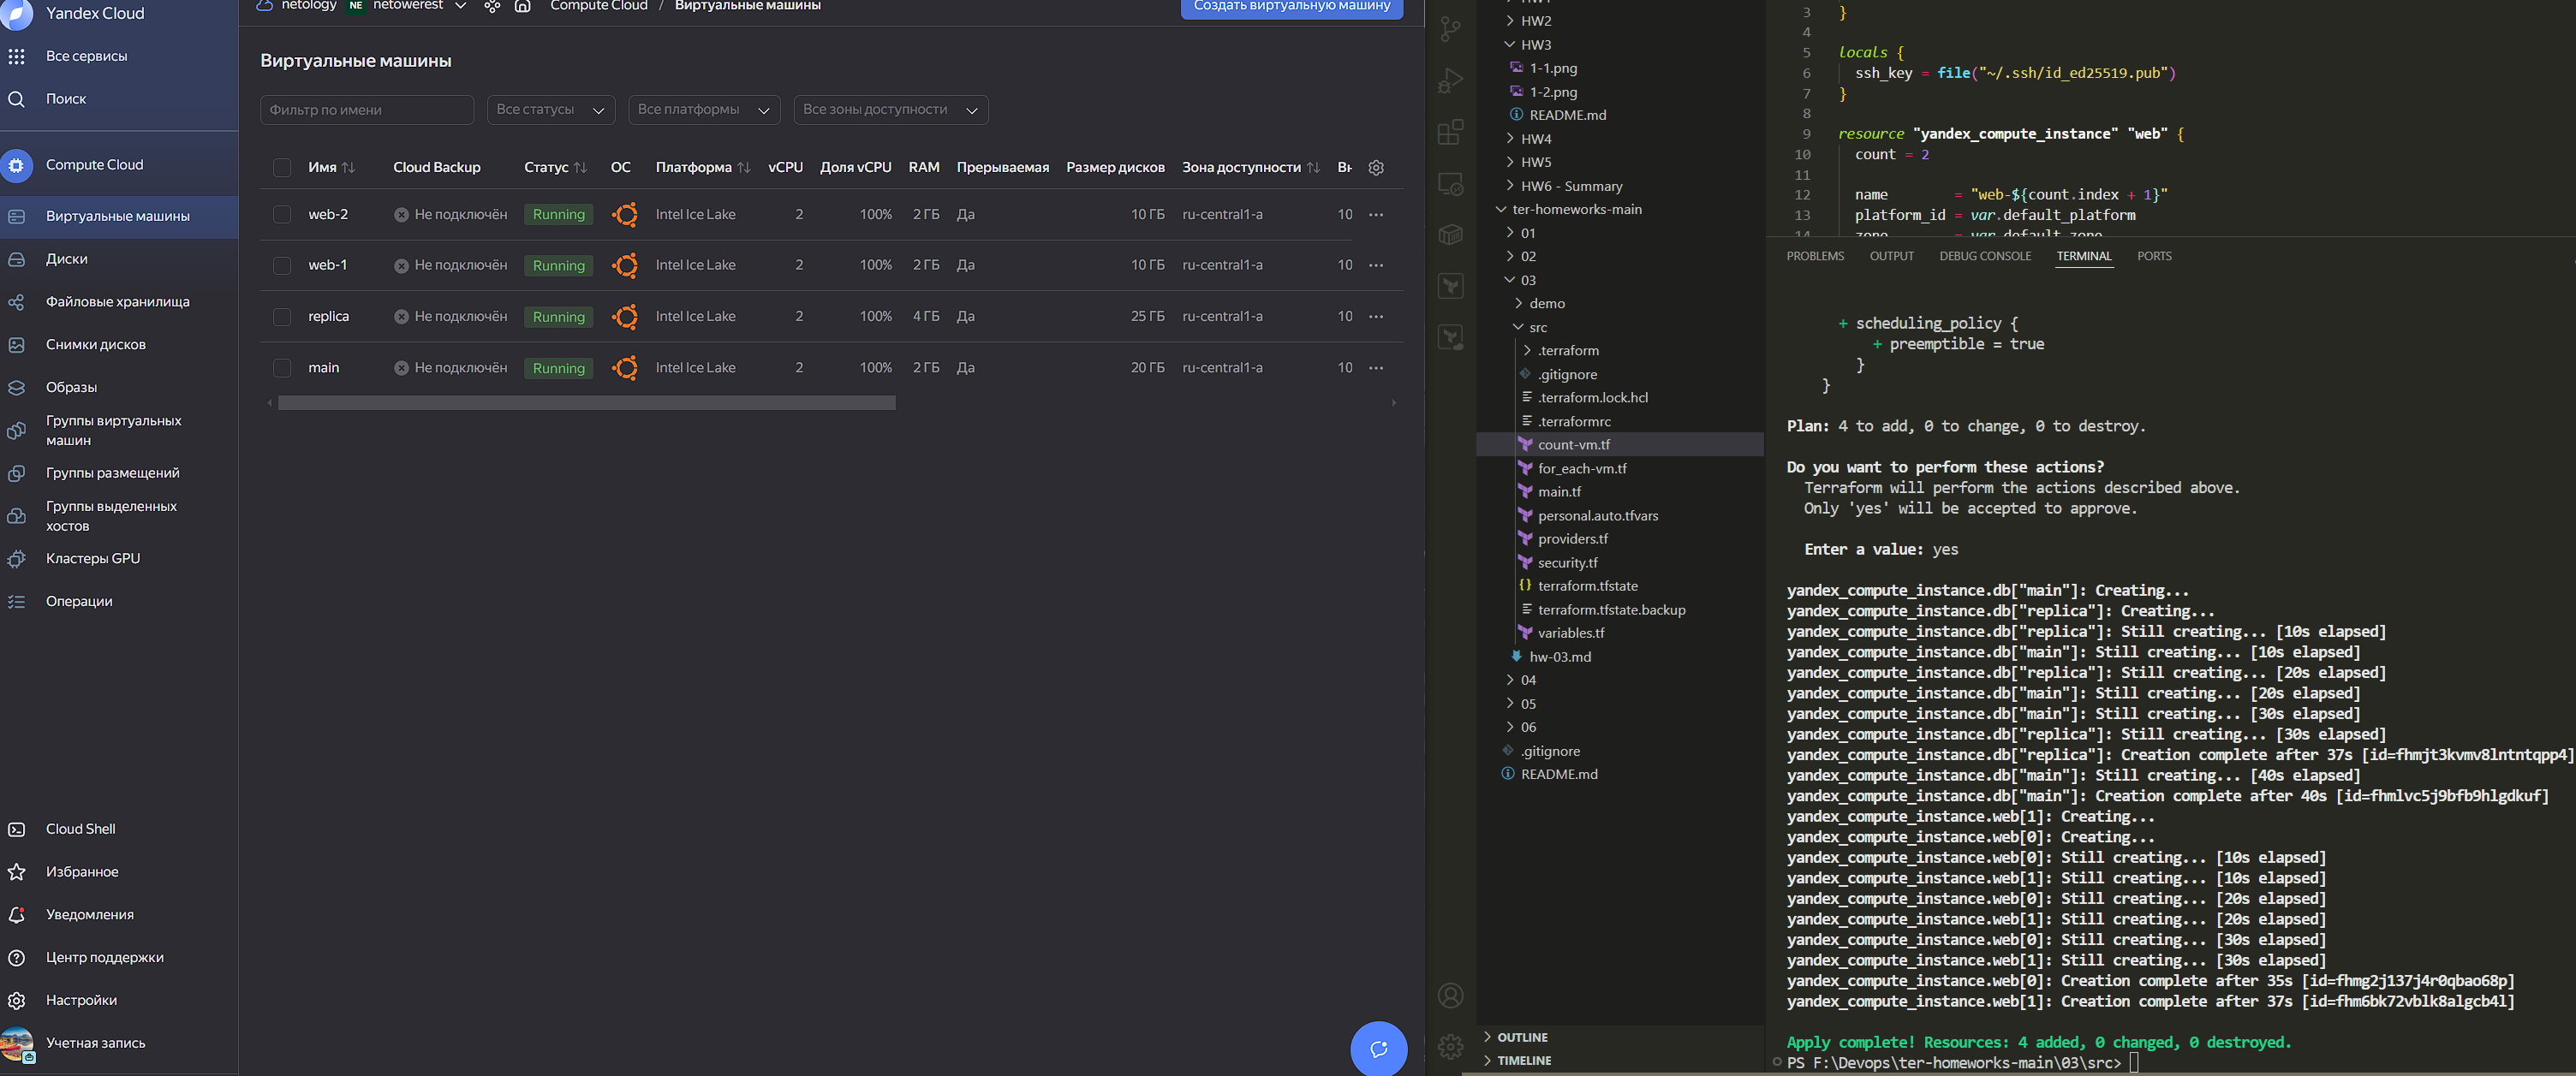 Yandex Cloud
Все сервисы
Поиск
Compute Cloud
Виртуальные машины
Диски
Файловые хранилища
Снимки дисков
Образы
Группы виртуальных
машин
Группы размещений
Группы выделенных
хостов
Кластеры GPU
Операции
Cloud Shell
Избранное
Уведомления
Центр поддержки
Настройки
Учетная запись
netology NE netowerest Compute Cloud / Виртуальные машины Создать виртуальную машину
Виртуальные машины
Фильтр по имени Все статусы Все платформы Все зоны доступности
Имя Cloud Backup Статус ОС Платформа vCPU Доля vCPU RAM Прерываемая Размер дисков Зона доступности Вн
web-2 Не подключён Running Intel Ice Lake 2 100% 2 ГБ Да 10 ГБ ru-central1-a 10 ...
web-1 Не подключён Running Intel Ice Lake 2 100% 2 ГБ Да 10 ГБ ru-central1-a 10 ...
replica Не подключён Running Intel Ice Lake 2 100% 4 ГБ Да 25 ГБ ru-central1-a 10 ...
main Не подключён Running Intel Ice Lake 2 100% 2 ГБ Да 20 ГБ ru-central1-a 10 ...
HW1
HW2
HW3
1-1.png
1-2.png
README.md
HW4
HW5
HW6 - Summary
ter-homeworks-main
01
02
03
demo
src
.terraform
.gitignore
.terraform.lock.hcl
.terraformrc
count-vm.tf
for_each-vm.tf
main.tf
personal.auto.tfvars
providers.tf
security.tf
terraform.tfstate
terraform.tfstate.backup
variables.tf
hw-03.md
04
05
06
.gitignore
README.md
OUTLINE
TIMELINE
3 }
4
5 locals {
6 ssh_key = file("~/.ssh/id_ed25519.pub")
7 }
8
9 resource "yandex_compute_instance" "web" {
10 count = 2
11
12 name = "web-${count.index + 1}"
13 platform_id = var.default_platform
14 zone = var.default_zone
PROBLEMS OUTPUT DEBUG CONSOLE TERMINAL PORTS
+ scheduling_policy {
+ preemptible = true
}
}
Plan: 4 to add, 0 to change, 0 to destroy.
Do you want to perform these actions?
Terraform will perform the actions described above.
Only 'yes' will be accepted to approve.
Enter a value: yes
yandex_compute_instance.db["main"]: Creating...
yandex_compute_instance.db["replica"]: Creating...
yandex_compute_instance.db["replica"]: Still creating... [10s elapsed]
yandex_compute_instance.db["main"]: Still creating... [10s elapsed]
yandex_compute_instance.db["replica"]: Still creating... [20s elapsed]
yandex_compute_instance.db["main"]: Still creating... [20s elapsed]
yandex_compute_instance.db["main"]: Still creating... [30s elapsed]
yandex_compute_instance.db["replica"]: Still creating... [30s elapsed]
yandex_compute_instance.db["replica"]: Creation complete after 37s [id=fhmjt3kvmv8lntntqpp4]
yandex_compute_instance.db["main"]: Still creating... [40s elapsed]
yandex_compute_instance.db["main"]: Creation complete after 40s [id=fhmlvc5j9bfb9hlgdkuf]
yandex_compute_instance.web[1]: Creating...
yandex_compute_instance.web[0]: Creating...
yandex_compute_instance.web[0]: Still creating... [10s elapsed]
yandex_compute_instance.web[1]: Still creating... [10s elapsed]
yandex_compute_instance.web[0]: Still creating... [20s elapsed]
yandex_compute_instance.web[1]: Still creating... [20s elapsed]
yandex_compute_instance.web[0]: Still creating... [30s elapsed]
yandex_compute_instance.web[1]: Still creating... [30s elapsed]
yandex_compute_instance.web[0]: Creation complete after 35s [id=fhmg2j137j4r0qbao68p]
yandex_compute_instance.web[1]: Creation complete after 37s [id=fhm6bk72vblk8algcb4l]
Apply complete! Resources: 4 added, 0 changed, 0 destroyed.
PS F:\Devops\ter-homeworks-main\03\src>